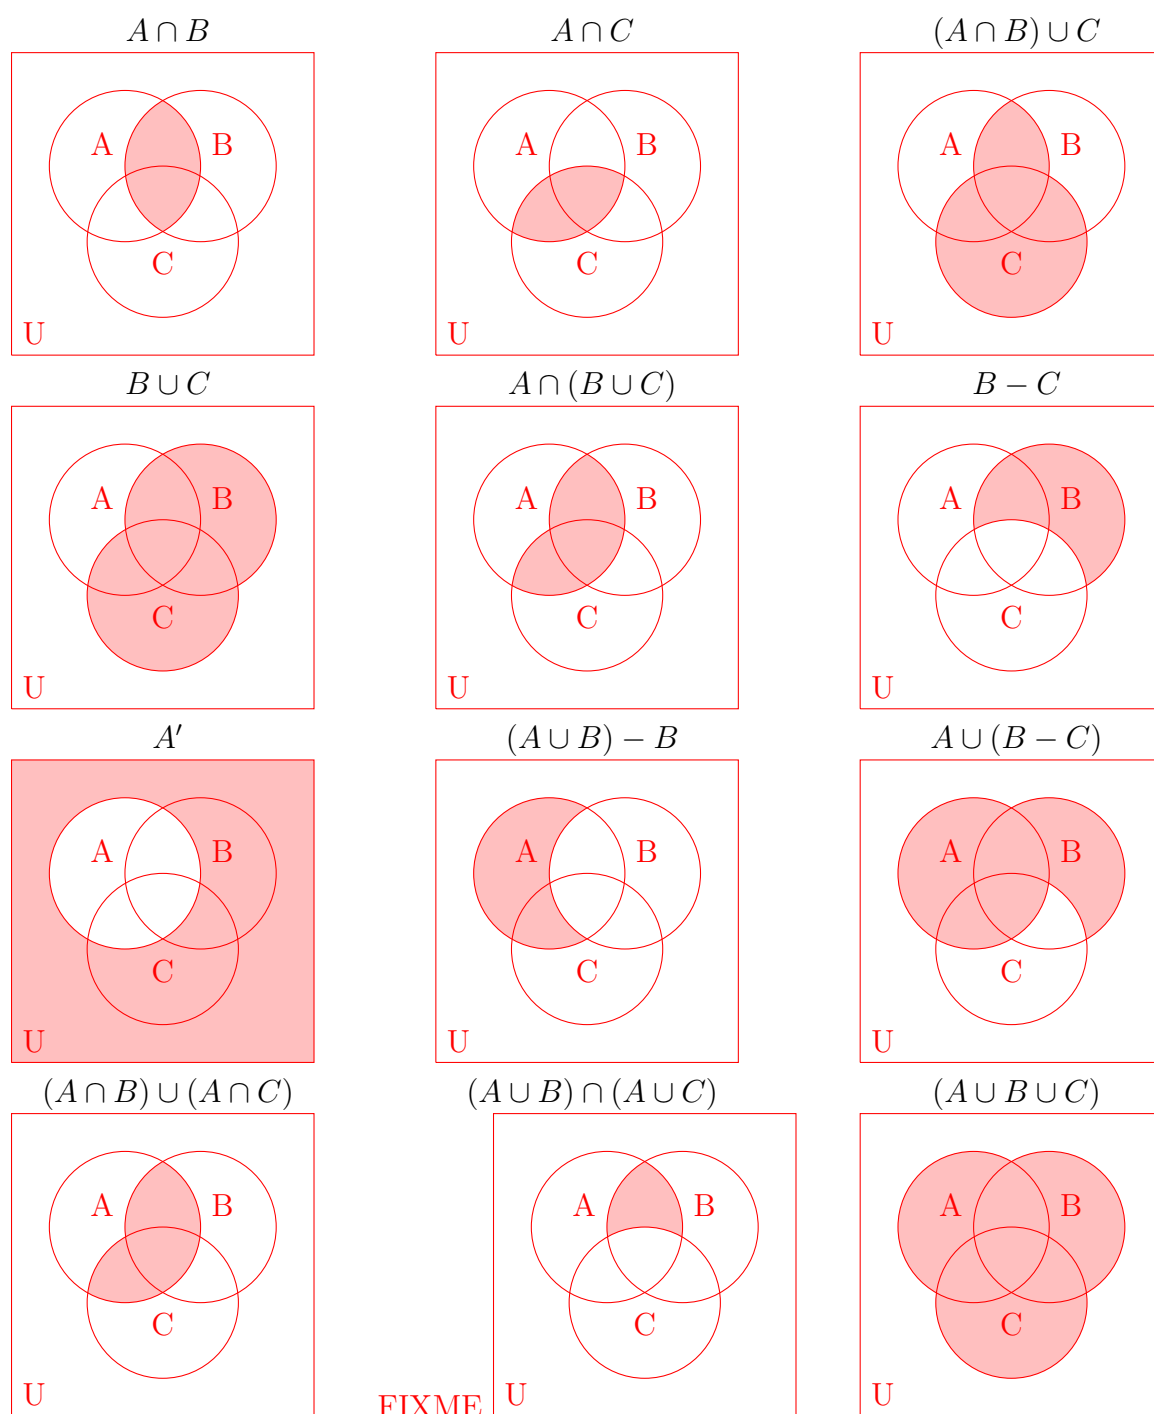 A ∩ B
A ∩ C
(A ∩ B) ∪ C
A B
C
U
A B
C
U
A B
C
U
B ∪ C
A ∩ (B ∪ C)
B − C
A B
C
U
A B
C
U
A B
C
U
A′
(A ∪ B) − B
A ∪ (B − C)
A B
C
U
A B
C
U
A B
C
U
(A ∩ B) ∪ (A ∩ C)
(A ∪ B) ∩ (A ∪ C)
(A ∪ B ∪ C)
A B
C
U
A B
C
FIXME U
A B
C
U